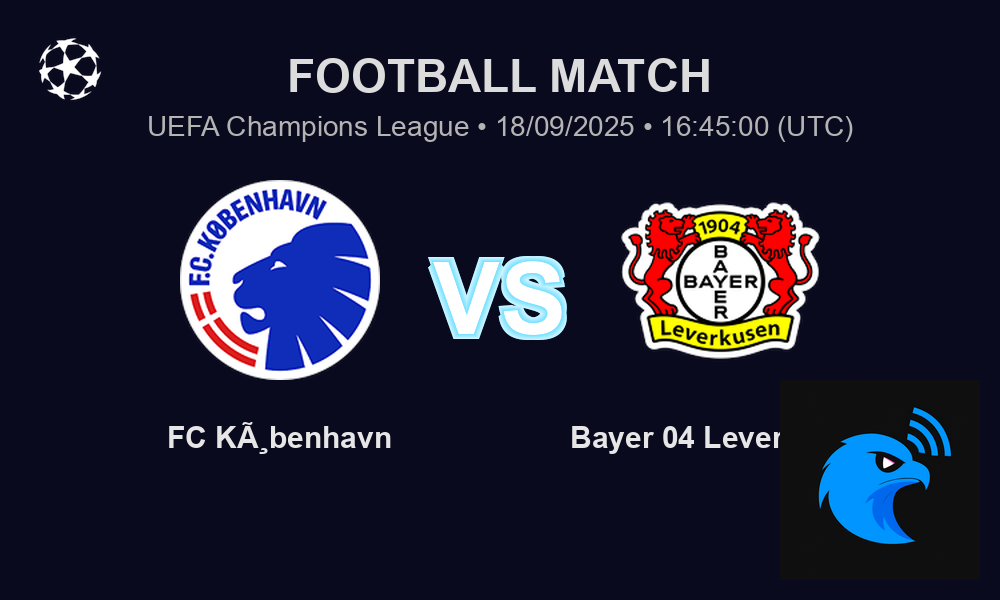 FOOTBALL MATCH
UEFA Champions League • 18/09/2025 • 16:45:00 (UTC)
F.C. KØBENHAVN
1904
BAYER
BAYER
Leverkusen
VS
FC KÃ¸benhavn
Bayer 04 Lever